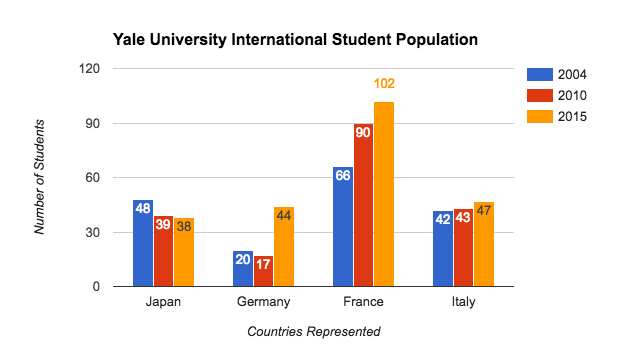 Yale University International Student Population
120
90
60
30
0
Number of Students
48
39
38
20
17
44
66
90
102
42
43
47
Japan
Germany
France
Italy
Countries Represented
2004
2010
2015